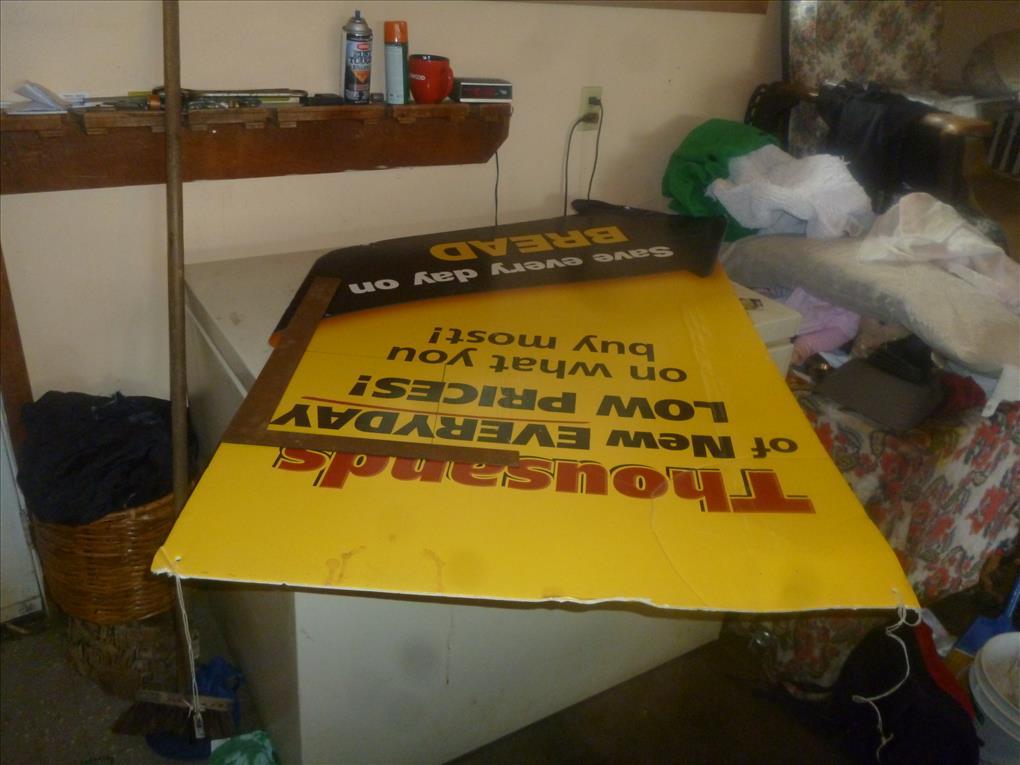 Thousands
of New EVERYDAY
LOW PRICES!
on what you
buy most!
Save every day on
BREAD